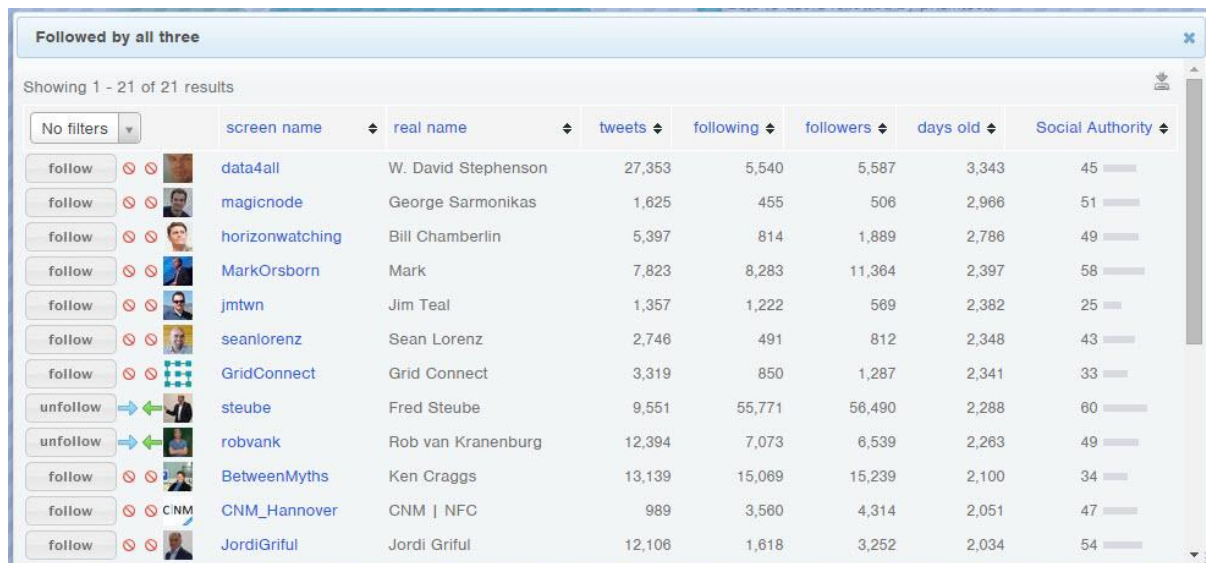 Followed by all three
Showing 1 - 21 of 21 results
No filters screen name real name tweets following followers days old Social Authority
follow data4all W. David Stephenson 27,353 5,540 5,587 3,343 45
follow magicnode George Sarmonikas 1,625 455 506 2,966 51
follow horizonwatching Bill Chamberlin 5,397 814 1,889 2,786 49
follow MarkOrsborn Mark 7,823 8,283 11,364 2,397 58
follow jmtwn Jim Teal 1,357 1,222 569 2,382 25
follow seanlorenz Sean Lorenz 2,746 491 812 2,348 43
follow GridConnect Grid Connect 3,319 850 1,287 2,341 33
unfollow steube Fred Steube 9,551 55,771 56,490 2,288 60
unfollow robvank Rob van Kranenburg 12,394 7,073 6,539 2,263 49
follow BetweenMyths Ken Craggs 13,139 15,069 15,239 2,100 34
follow CNM CNM_Hannover CNM | NFC 989 3,560 4,314 2,051 47
follow JordiGriful Jordi Griful 12,106 1,618 3,252 2,034 54